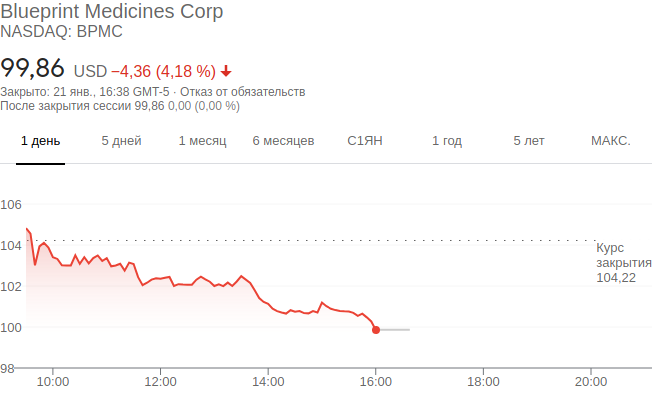 Blueprint Medicines Corp
NASDAQ: BPMC
99,86 USD −4,36 (4,18 %)
Закрыто: 21 янв., 16:38 GMT-5 · Отказ от обязательств
После закрытия сессии 99,86 0,00 (0,00 %)
1 день 5 дней 1 месяц 6 месяцев С1ЯН 1 год 5 лет МАКС.
106
104
Курс
закрытия
104,22
102
100
98
10:00 12:00 14:00 16:00 18:00 20:00